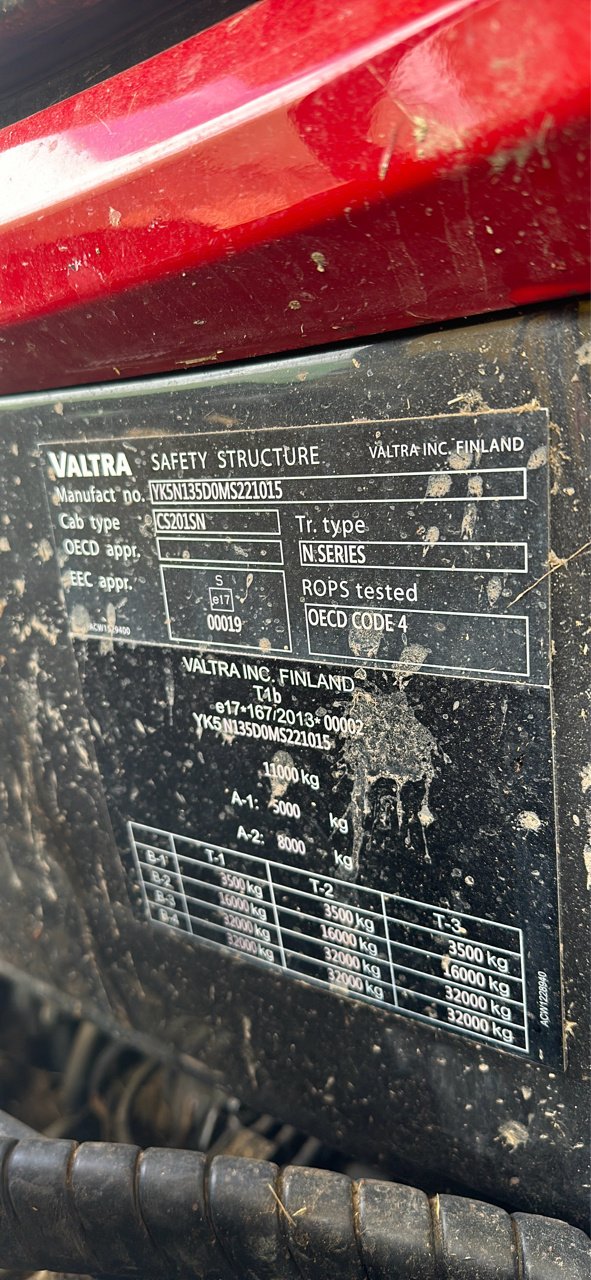 VALTRA SAFETY STRUCTURE VALTRA INC. FINLAND
Manufact no. YK5N135D0MS221015
Cab type CS201SN Tr. type
OECD appr. N.SERIES
EEC appr. S ROPS tested
e17 OECD CODE 4
00019
ACW1529400
VALTRA INC. FINLAND
T1b
e17*167/2013*00002
YK5N135D0MS221015
11000 kg
A-1: 5000 kg
A-2: 8000 kg
T-1 T-2 T-3
B-1 3500 kg 3500 kg 3500 kg
B-2 16000 kg 16000 kg 16000 kg
B-3 32000 kg 32000 kg 32000 kg
B-4 32000 kg 32000 kg 32000 kg
ACW1228940